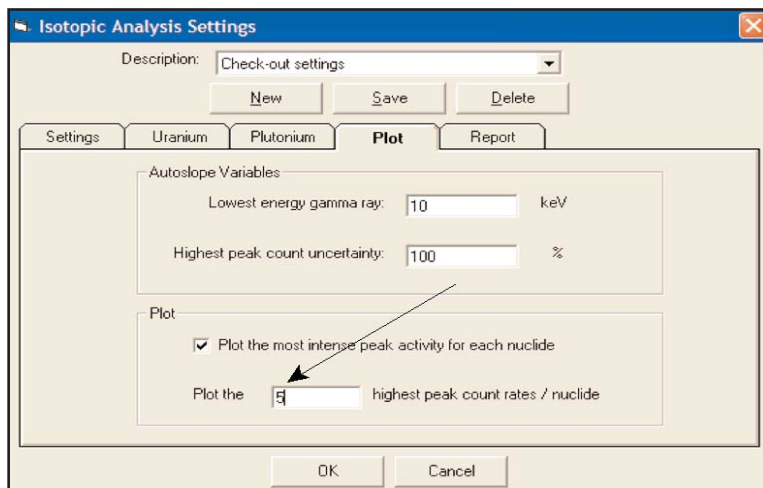 Isotopic Analysis Settings
Description: Check-out settings
New Save Delete
Settings Uranium Plutonium Plot Report
Autoslope Variables
Lowest energy gamma ray: 10 keV
Highest peak count uncertainty: 100 %
Plot
Plot the most intense peak activity for each nuclide
Plot the 5 highest peak count rates / nuclide
OK Cancel